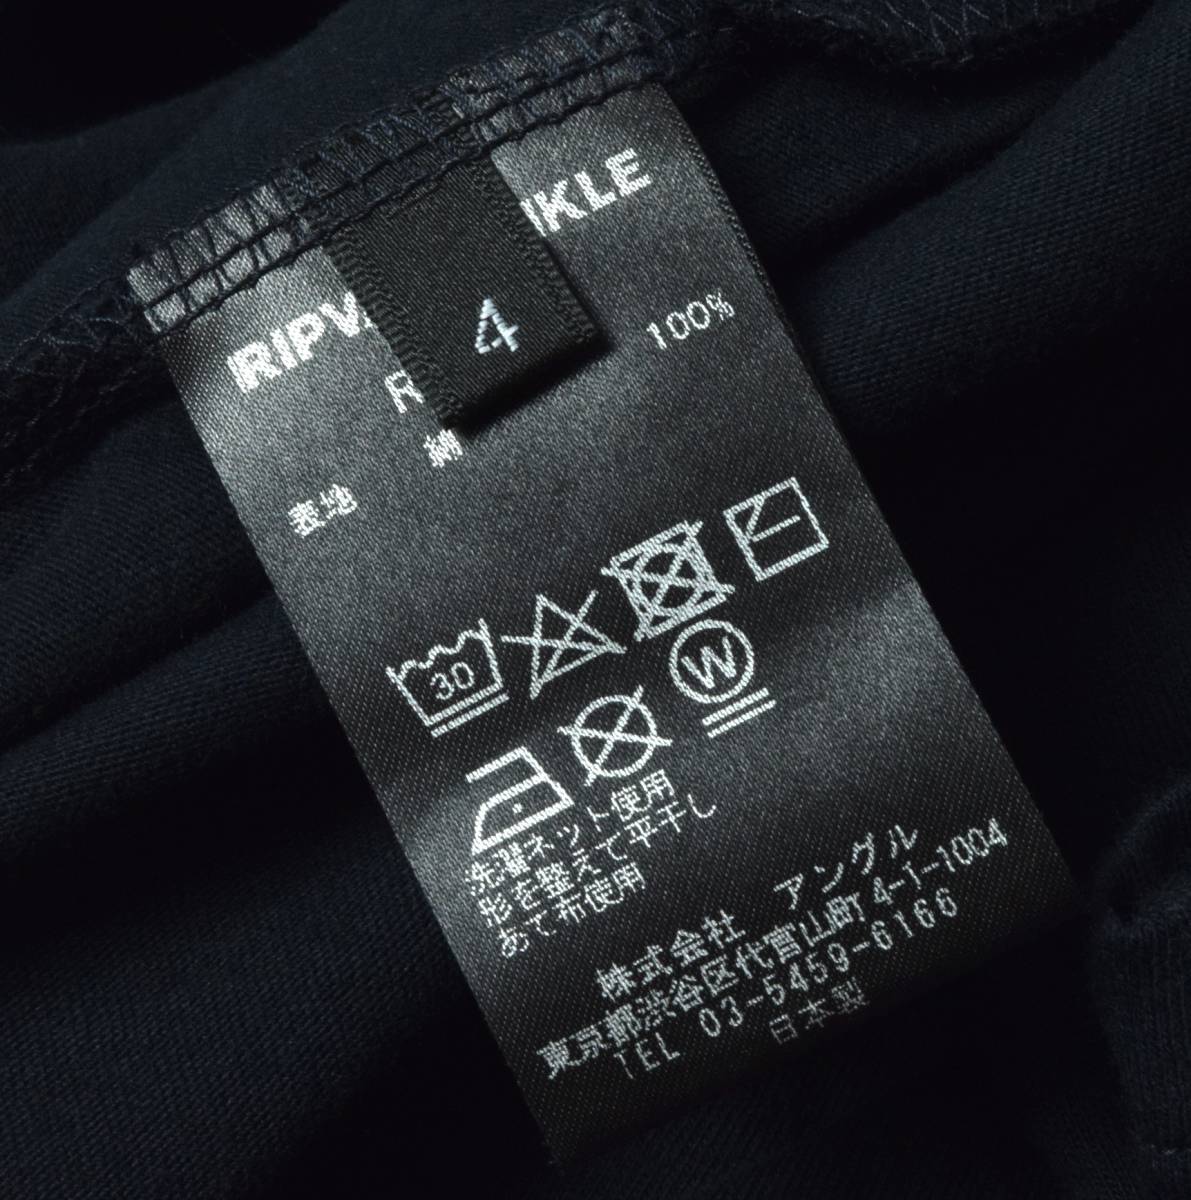 4
RIPV
NKLE
R
表地
綿
100%
30
W
洗濯ネット使用
形を整えて平干し
あて布使用
株式会社 アングル
東京都渋谷区代官山町4-1-1004
TEL 03-5459-6166
日本製